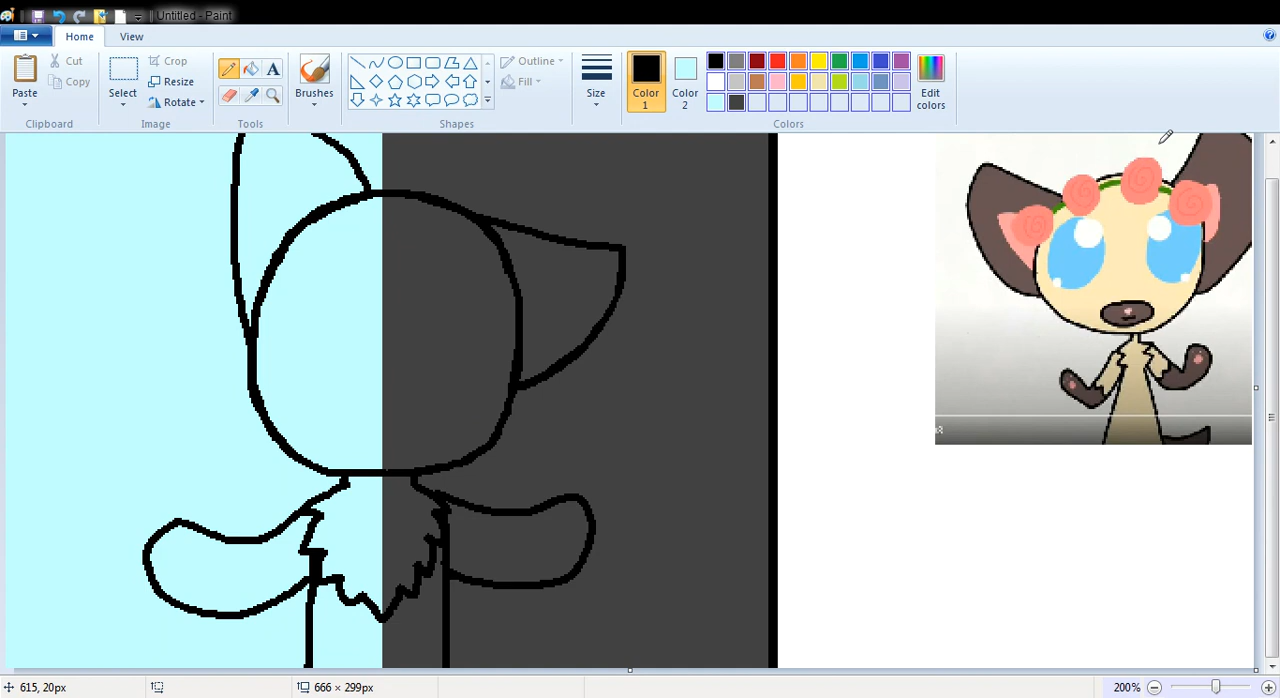 Untitled - Paint
Home
View
Paste
Cut
Copy
Clipboard
Select
Crop
Resize
Rotate
Image
A
Tools
Brushes
Shapes
Outline
Fill
Size
Color
1
Color
2
Edit
colors
Colors
615, 20px
666 × 299px
200%